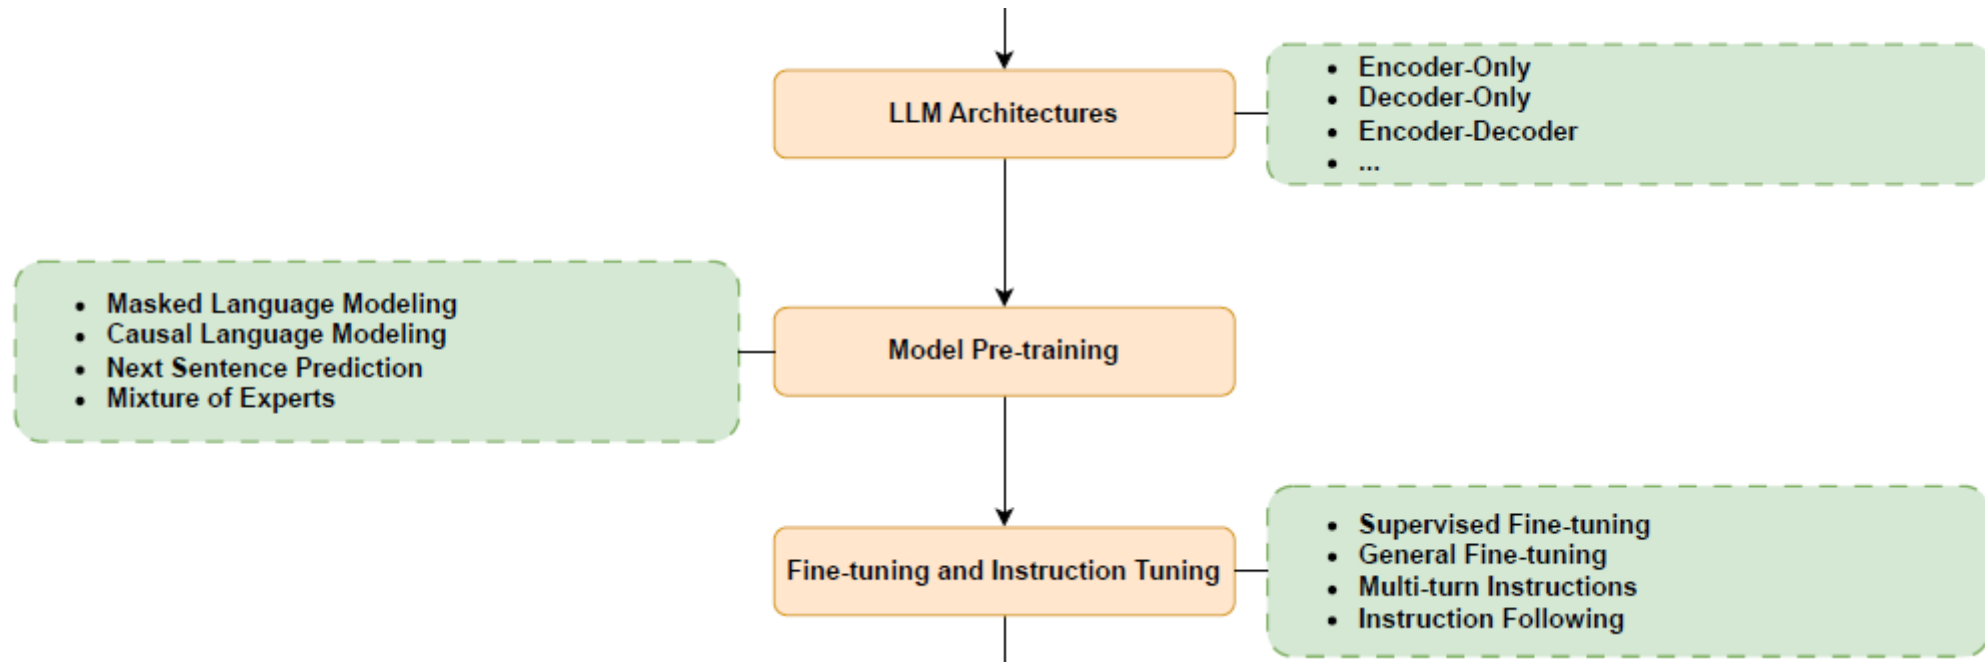 LLM Architectures
• Encoder-Only
• Decoder-Only
• Encoder-Decoder
• ...
• Masked Language Modeling
• Causal Language Modeling
• Next Sentence Prediction
• Mixture of Experts
Model Pre-training
Fine-tuning and Instruction Tuning
• Supervised Fine-tuning
• General Fine-tuning
• Multi-turn Instructions
• Instruction Following